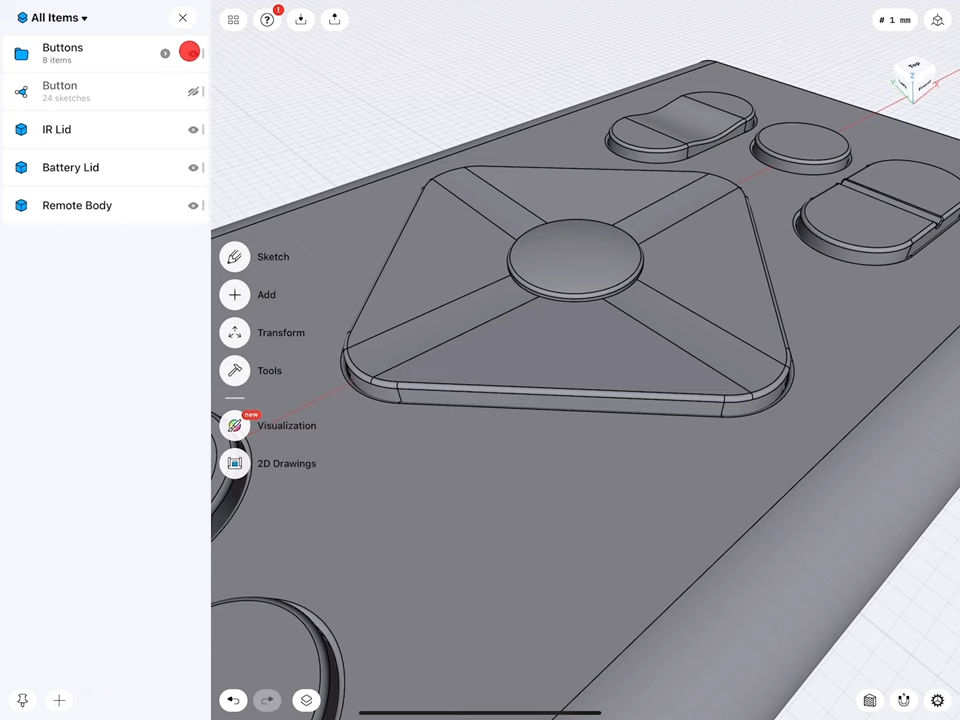 All Items ▾
!
# 1 mm
Buttons
8 items
Button
24 sketches
IR Lid
Battery Lid
Remote Body
Sketch
Add
Transform
Tools
new
Visualization
2D Drawings
Top
Z
X